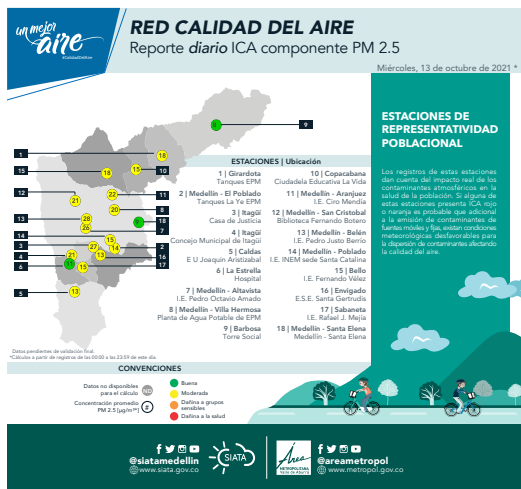 un mejor
aire
#CalidadDelAire
RED CALIDAD DEL AIRE
Reporte diario ICA componente PM 2.5
Miércoles, 13 de octubre de 2021 *
ESTACIONES DE
REPRESENTATIVIDAD
POBLACIONAL
Los registros de estas estaciones
dan cuenta del impacto real de los
contaminantes atmosféricos en la
salud de la población. Si alguna de
estas estaciones presenta ICA rojo
o naranja es probable que adicional
a la emisión de contaminantes de
fuentes móviles y fijas, existan condiciones
meteorológicas desfavorables para
la dispersión de contaminantes afectando
la calidad del aire.
1
15
12
13
14
3
4
6
5
9
10
11
8
18
7
2
16
17
18
18
15
21
22
20
28
26
15
27
14
21
15
13
ESTACIONES | Ubicación
1 | Girardota
Tanques EPM
2 | Medellín - El Poblado
Tanques La Ye EPM
3 | Itagüí
Casa de Justicia
4 | Itagüí
Concejo Municipal de Itagüí
5 | Caldas
E U Joaquín Aristizabal
6 | La Estrella
Hospital
7 | Medellín - Altavista
I.E. Pedro Octavio Amado
8 | Medellín - Villa Hermosa
Planta de Agua Potable de EPM
9 | Barbosa
Torre Social
10 | Copacabana
Ciudadela Educativa La Vida
11 | Medellín - Aranjuez
I.E. Ciro Mendía
12 | Medellín - San Cristobal
Biblioteca Fernando Botero
13 | Medellín - Belén
I.E. Pedro Justo Berrio
14 | Medellín - Poblado
I.E. INEM sede Santa Catalina
15 | Bello
I.E. Fernando Vélez
16 | Envigado
E.S.E. Santa Gertrudis
17 | Sabaneta
I.E. Rafael J. Mejía
18 | Medellín - Santa Elena
Medellín - Santa Elena
Datos pendientes de validación final.
*Cálculos a partir de registros de las 00:00 a las 23:59 de este día.
CONVENCIONES
Datos no disponibles
para el cálculo
ND
Concentración promedio
PM 2.5 [µg/m³]
#
Buena
Moderada
Dañina a grupos
sensibles
Dañina a la salud
@siatamedellin
www.siata.gov.co
SIATA
Área
METROPOLITANA
Valle de Aburrá
@areametropol
www.metropol.gov.co